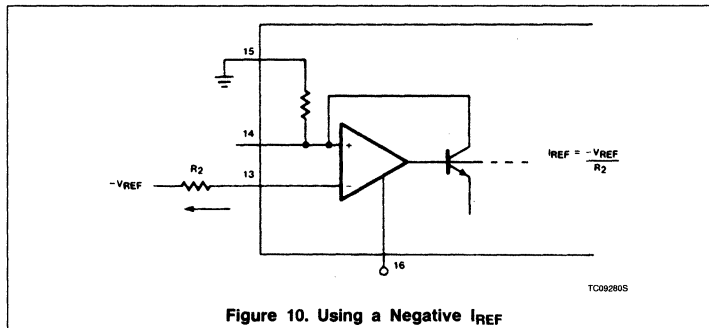 15
14
+
IREF = -VREF
R2
-VREF
R2
13
-
16
TC09280S
Figure 10. Using a Negative IREF